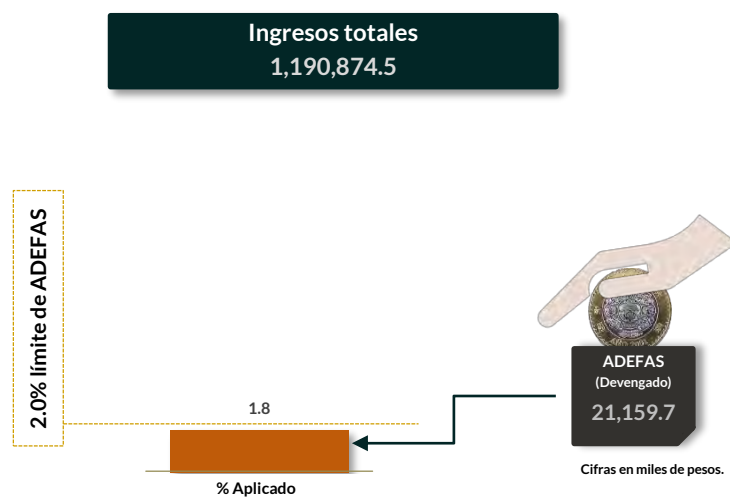 Ingresos totales
1,190,874.5
2.0% límite de ADEFAS
1.8
% Aplicado
ADEFAS
(Devengado)
21,159.7
Cifras en miles de pesos.